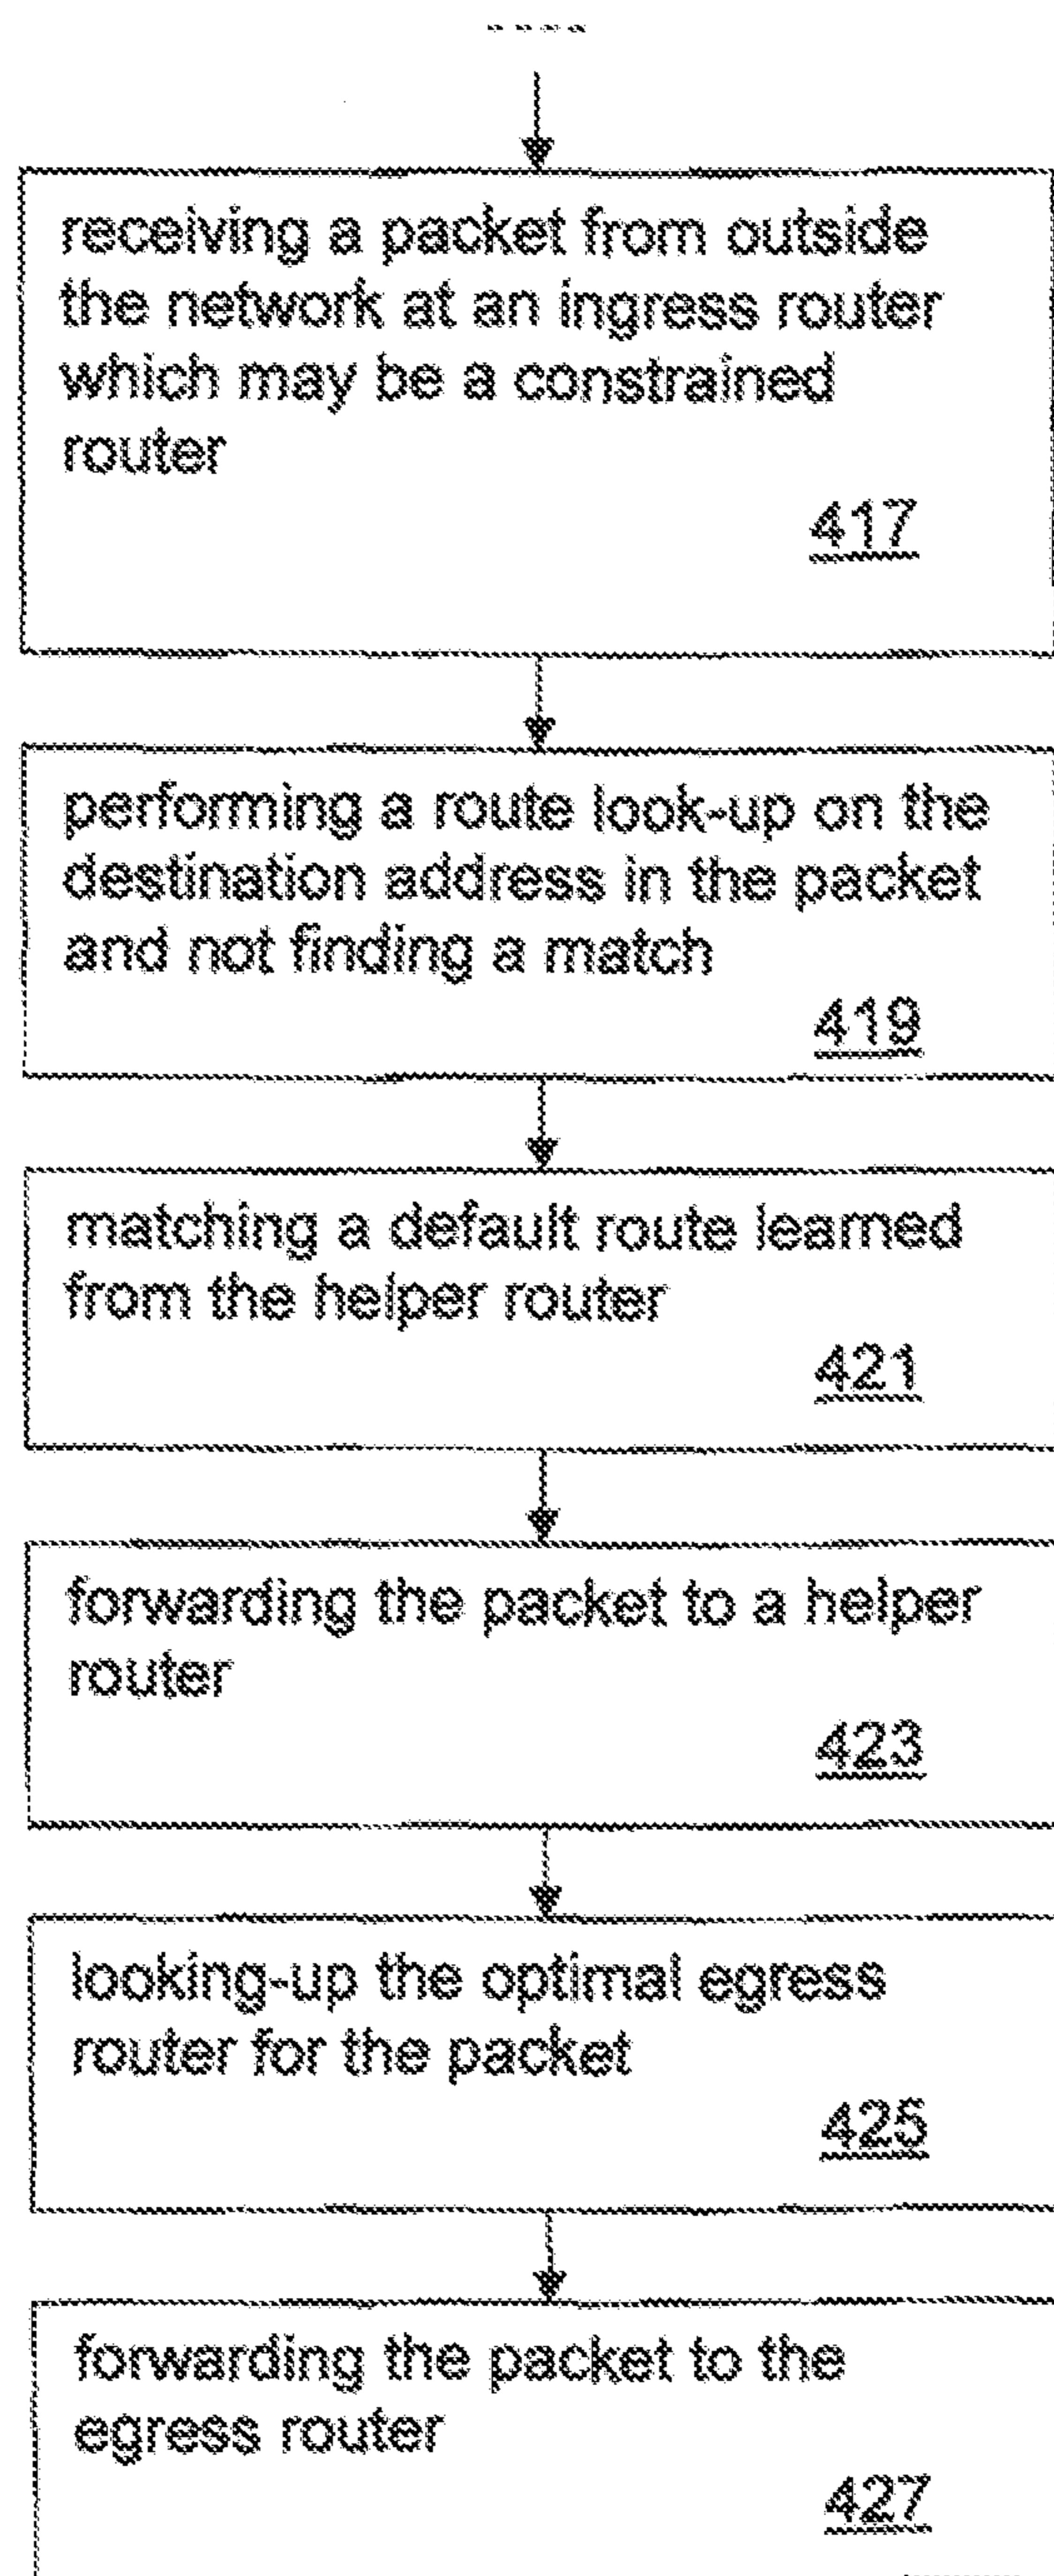 receiving a packet from outside
the network at an ingress router
which may be a constrained
router
417
performing a route look-up on the
destination address in the packet
and not finding a match
419
matching a default route learned
from the helper router
421
forwarding the packet to a helper
router
423
looking-up the optimal egress
router for the packet
425
forwarding the packet to the
egress router
427